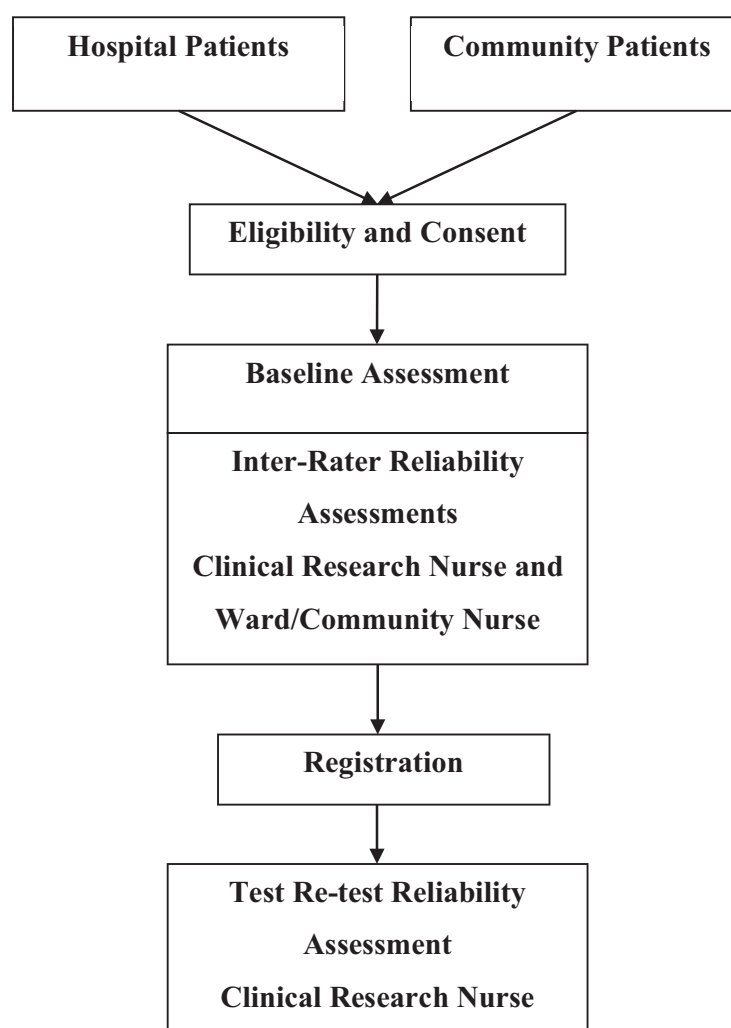 Hospital Patients
Community Patients
Eligibility and Consent
Baseline Assessment
Inter-Rater Reliability
Assessments
Clinical Research Nurse and
Ward/Community Nurse
Registration
Test Re-test Reliability
Assessment
Clinical Research Nurse